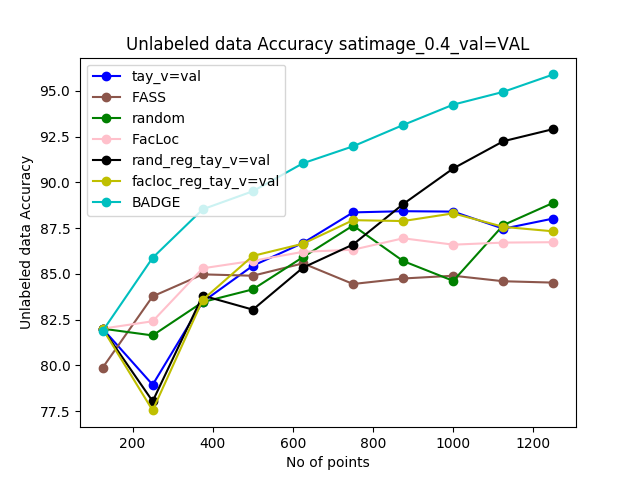 Unlabeled data Accuracy satimage_0.4_val=VAL
tay_v=val
FASS
random
FacLoc
rand_reg_tay_v=val
facloc_reg_tay_v=val
BADGE
Unlabeled data Accuracy
95.0
92.5
90.0
87.5
85.0
82.5
80.0
77.5
200 400 600 800 1000 1200
No of points